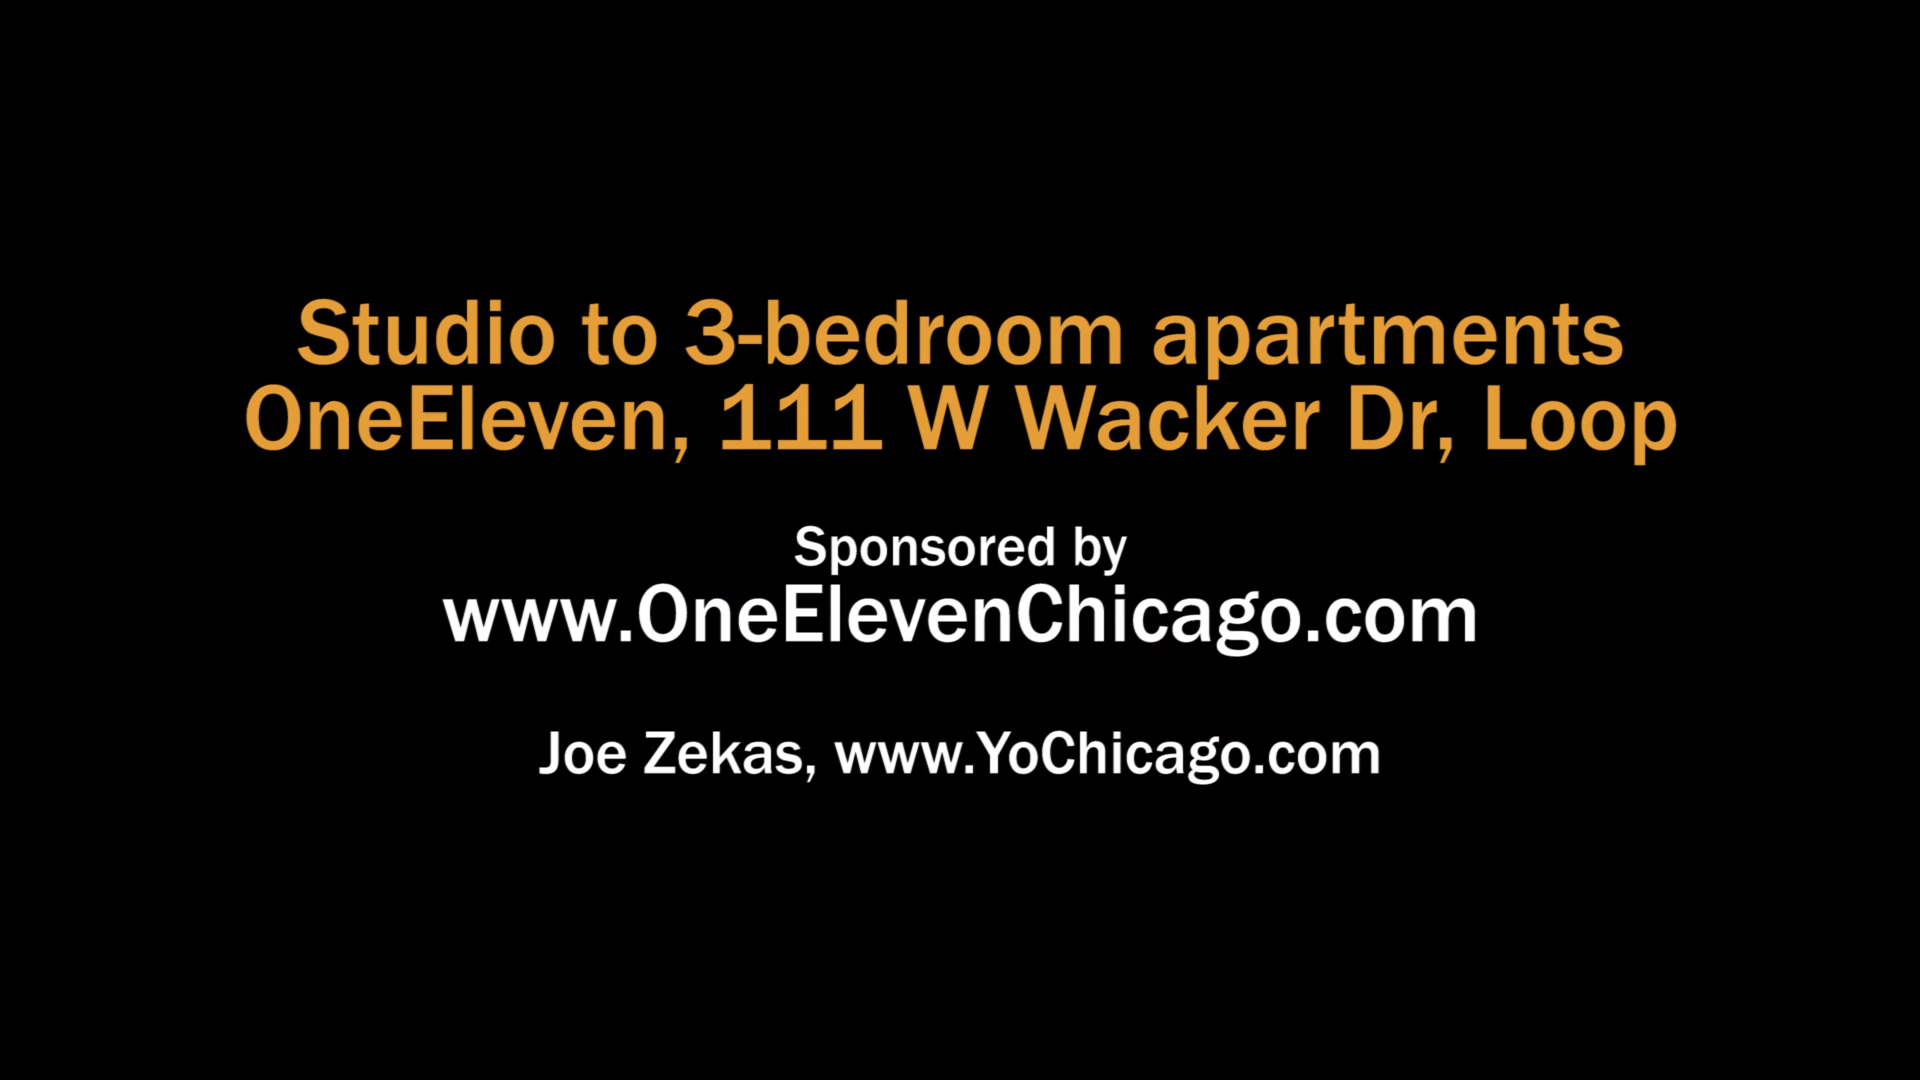 Studio to 3-bedroom apartments
OneEleven, 111 W Wacker Dr, Loop
Sponsored by
www.OneElevenChicago.com
Joe Zekas, www.YoChicago.com